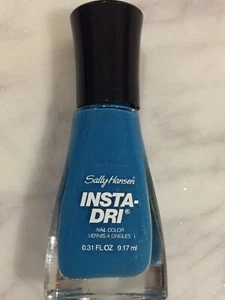 Sally Hansen®
INSTA-
DRI®
NAIL COLOR
VERNIS A ONGLES
0.31 FL OZ 9.17 ml